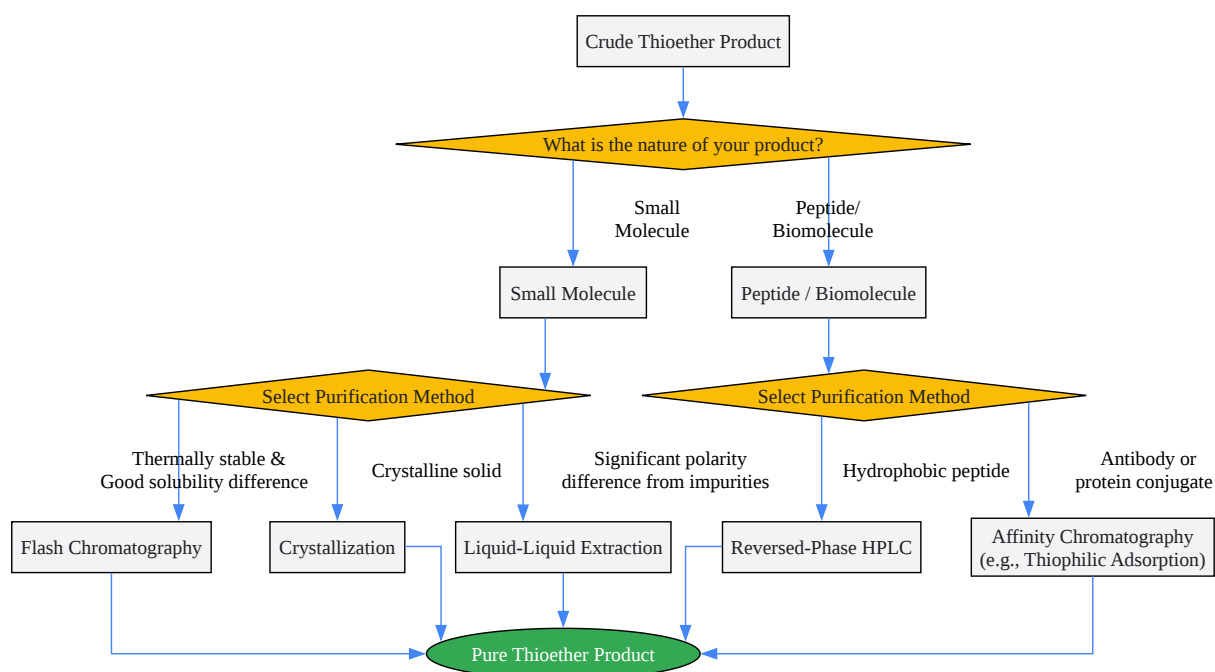 Crude Thioether Product
What is the nature of your product?
Small
Molecule
Peptide/
Biomolecule
Small Molecule
Peptide / Biomolecule
Select Purification Method
Select Purification Method
Thermally stable &
Good solubility difference
Crystalline solid
Significant polarity
difference from impurities
Hydrophobic peptide
Antibody or
protein conjugate
Flash Chromatography
Crystallization
Liquid-Liquid Extraction
Reversed-Phase HPLC
Affinity Chromatography
(e.g., Thiophilic Adsorption)
Pure Thioether Product